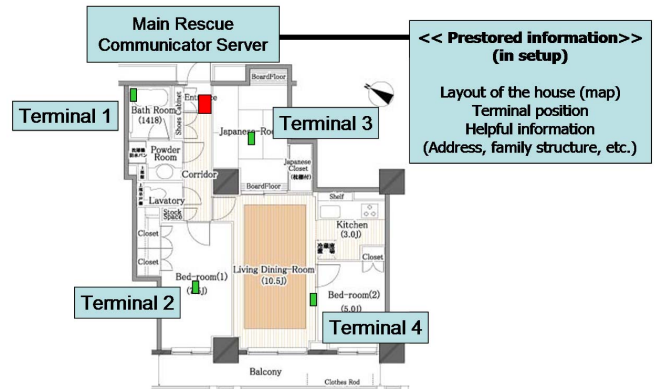 Main Rescue
Communicator Server
<< Prestored information>>
(in setup)
Layout of the house (map)
Terminal position
Helpful information
(Address, family structure, etc.)
Terminal 1
Terminal 3
Terminal 2
Terminal 4
BoardFloor
Entrance
Bath Room
(1418)
Shoes Cabinet
Japanese-Ro
Powder
Room
Corridor
Japanese
Closet
BoardFloor
Lavatory
Stock
Space
Closet
Closet
Shelf
Kitchen
(3.0J)
Closet
Living Dining-Room
(10.5J)
Bed-room(1)
Bed-room(2)
(5.0J)
Balcony
Clothes Rod